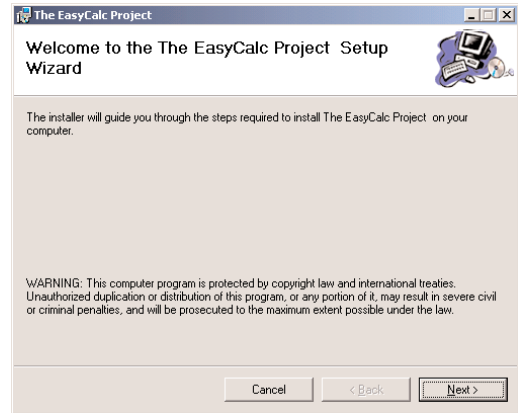 The EasyCalc Project
Welcome to the The EasyCalc Project  Setup
Wizard
The installer will guide you through the steps required to install The EasyCalc Project  on your
computer.
WARNING: This computer program is protected by copyright law and international treaties.
Unauthorized duplication or distribution of this program, or any portion of it, may result in severe civil
or criminal penalties, and will be prosecuted to the maximum extent possible under the law.
Cancel
< Back
Next >